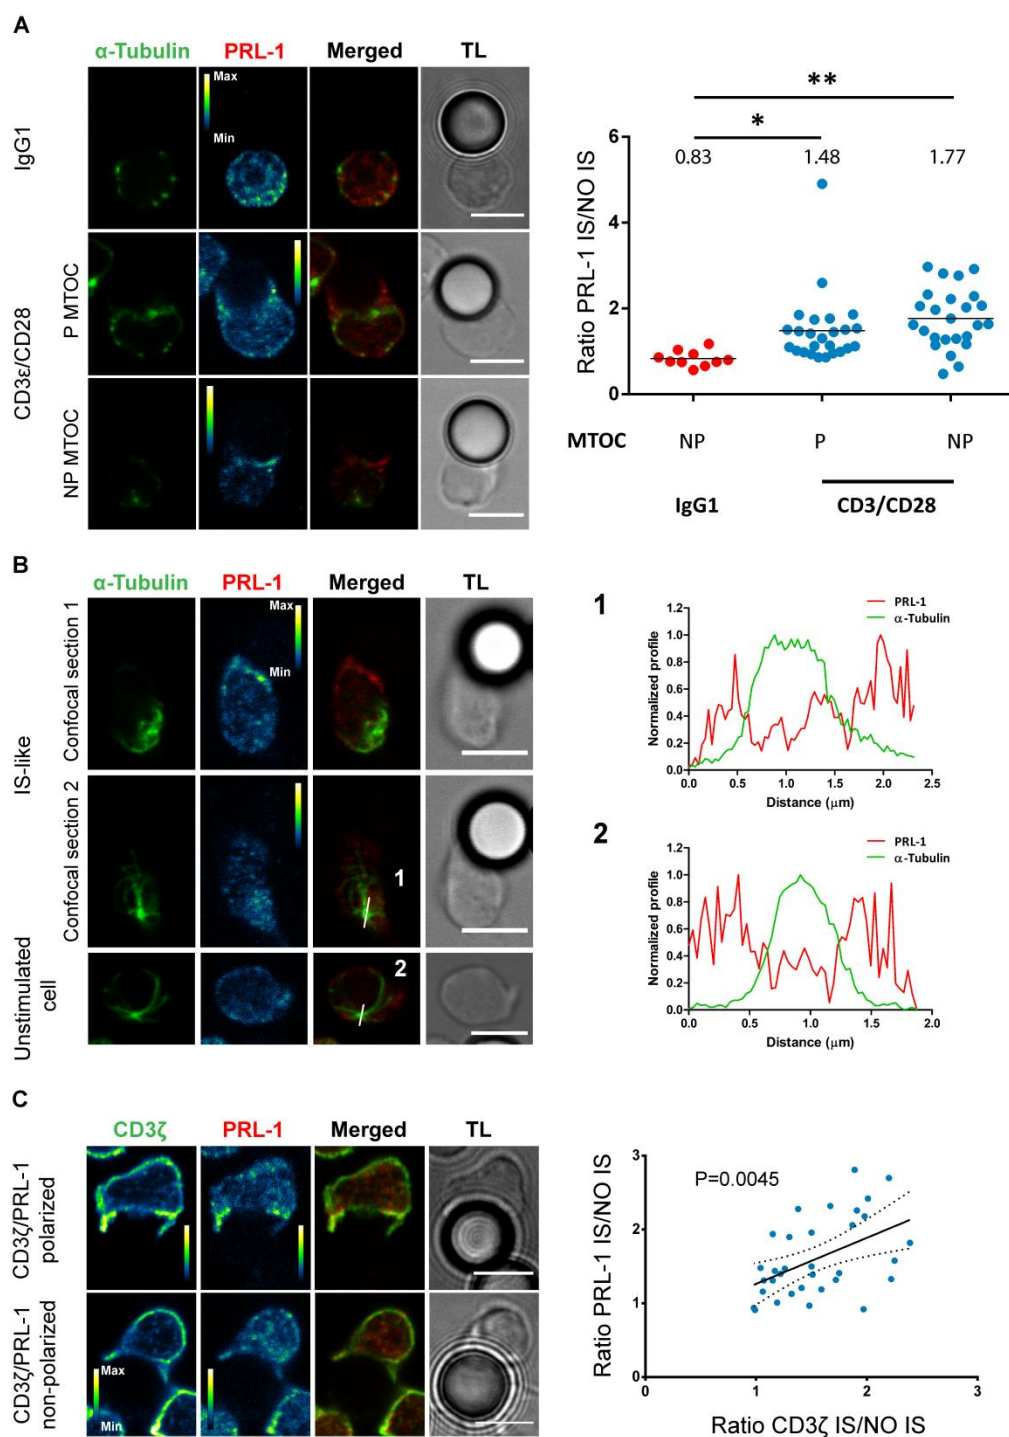 A
α-Tubulin PRL-1 Merged TL
IgG1
Max
Min
CD3ε/CD28
P MTOC
NP MTOC
Ratio PRL-1 IS/NO IS
**
*
0.83 1.48 1.77
6
4
2
0
MTOC NP P NP
IgG1 CD3/CD28
B
α-Tubulin PRL-1 Merged TL
IS-like
Confocal section 1
Max
Min
Confocal section 2
1
Unstimulated
cell
2
1
PRL-1
α-Tubulin
Normalized profile
1.2
1.0
0.8
0.6
0.4
0.2
0.0
0.0 0.5 1.0 1.5 2.0 2.5
Distance (μm)
2
PRL-1
α-Tubulin
Normalized profile
1.2
1.0
0.8
0.6
0.4
0.2
0.0
0.0 0.5 1.0 1.5 2.0
Distance (μm)
C
CD3ζ PRL-1 Merged TL
CD3ζ/PRL-1
polarized
CD3ζ/PRL-1
non-polarized
Max
Min
Ratio PRL-1 IS/NO IS
P=0.0045
3
2
1
0
0 1 2 3
Ratio CD3ζ IS/NO IS